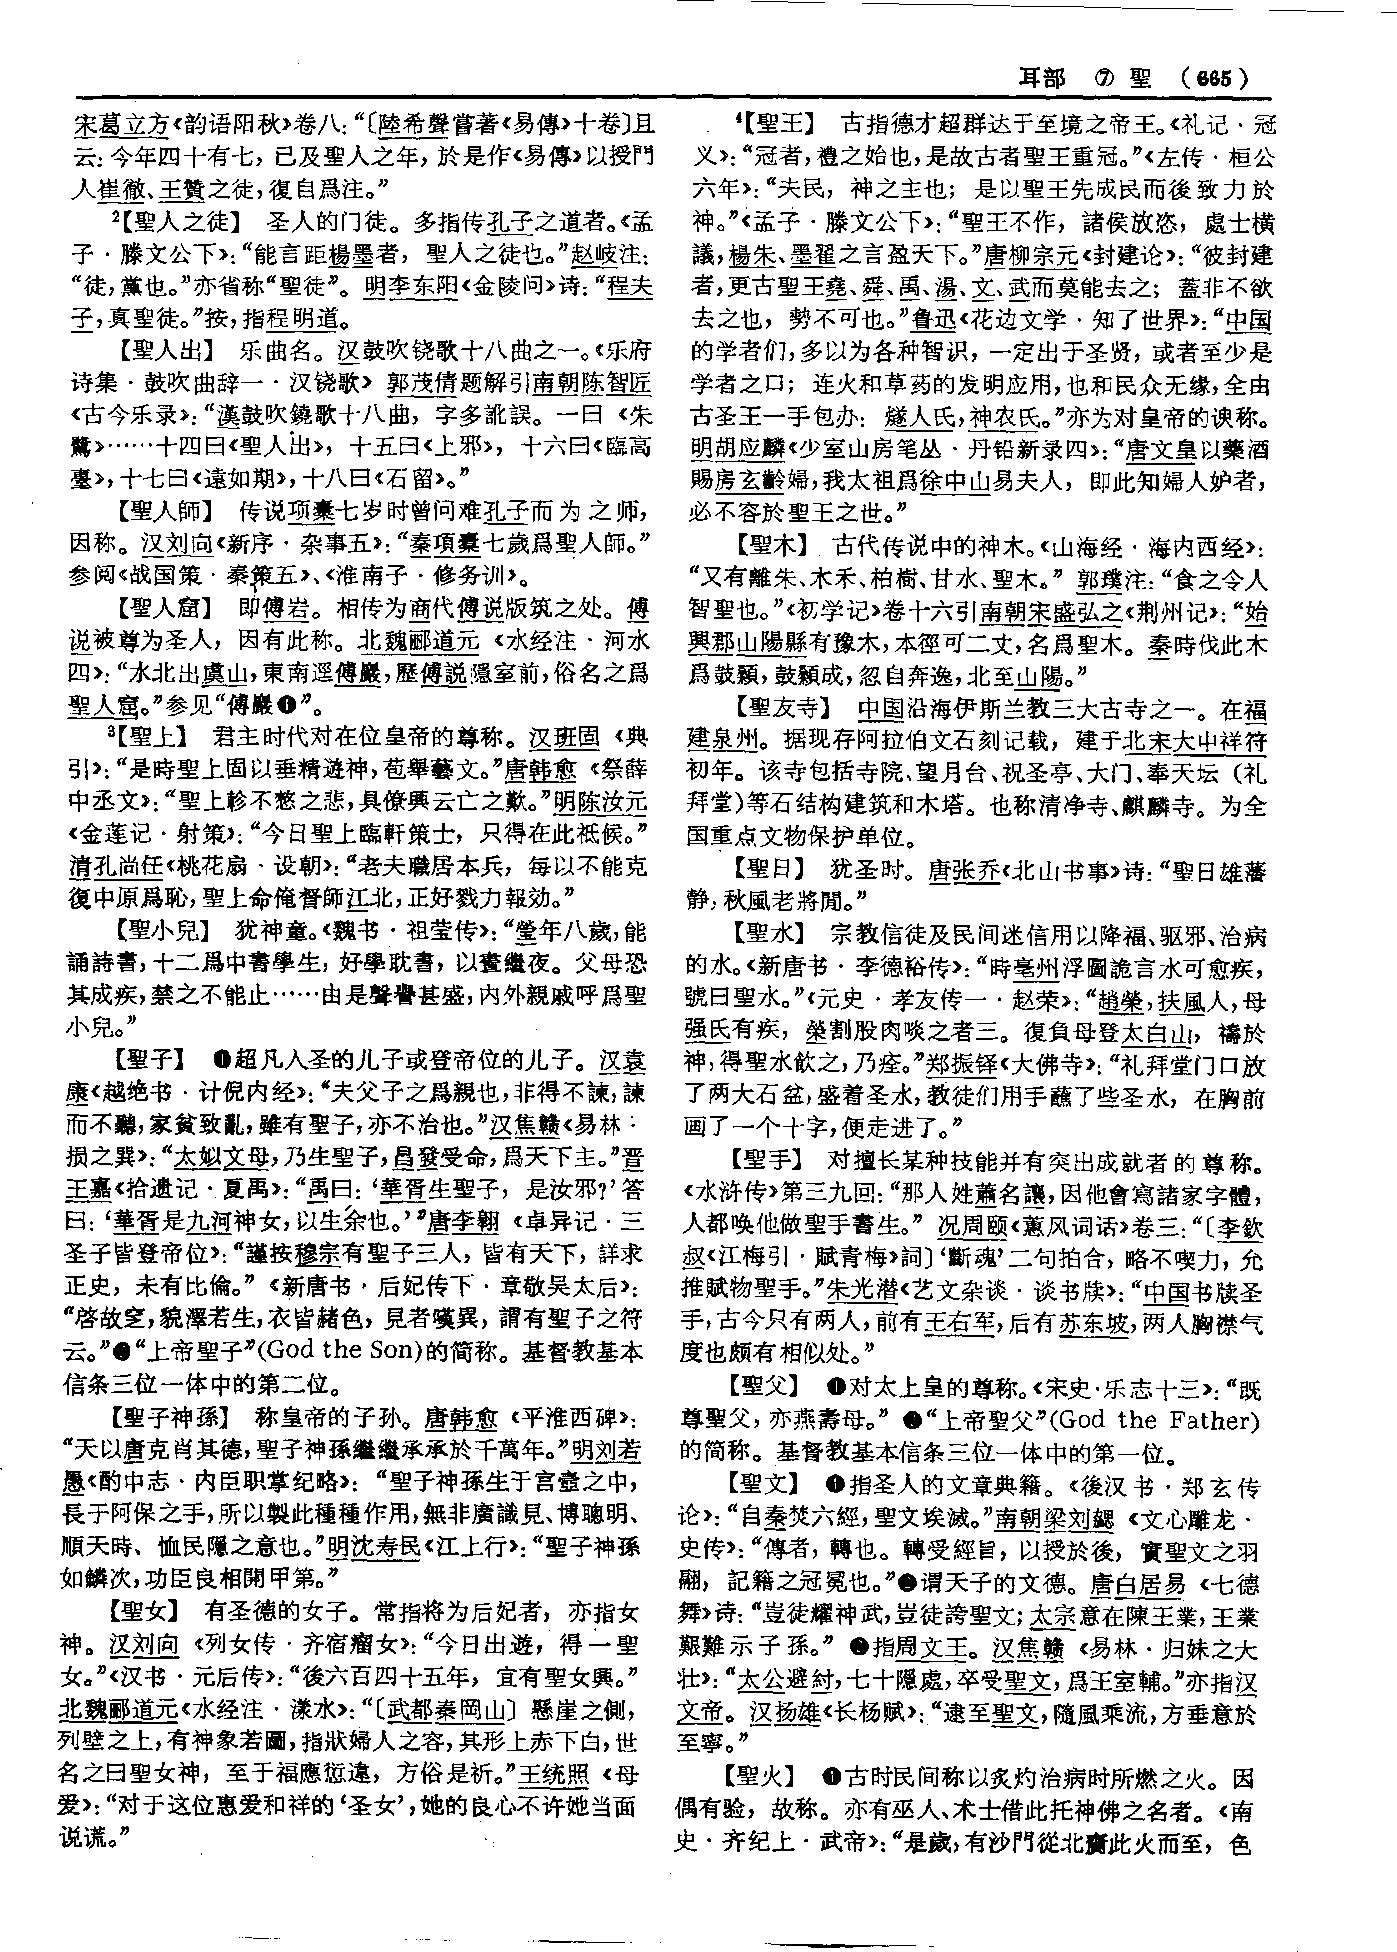 耳部 ⑦ 聖 (665)
宋葛立方《韵语阳秋》卷八：“〔陸希聲嘗著《易傳》十卷〕且
云：今年四十有七，已及聖人之年，於是作《易傳》以授門
人崔徹、王贊之徒，復自爲注。”
²【聖人之徒】 圣人的门徒。多指传孔子之道者。《孟
子·滕文公下》：“能言距楊墨者，聖人之徒也。”赵岐注：
“徒，黨也。”亦省称“聖徒”。明李东阳《金陵问》诗：“程夫
子，真聖徒。”按，指程明道。
【聖人出】 乐曲名。汉鼓吹铙歌十八曲之一。《乐府
诗集·鼓吹曲辞一·汉铙歌》郭茂倩题解引南朝陈智匠
《古今乐录》：“漢鼓吹鐃歌十八曲，字多訛誤。一曰《朱
鷺》……十四曰《聖人出》，十五曰《上邪》，十六曰《臨高
臺》，十七曰《遠如期》，十八曰《石留》。”
【聖人師】 传说项橐七岁时曾问难孔子而为之师，
因称。汉刘向《新序·杂事五》：“秦項橐七歲爲聖人師。”
参阅《战国策·秦策五》、《淮南子·修务训》。
【聖人窟】 即傅岩。相传为商代傅说版筑之处。傅
说被尊为圣人，因有此称。北魏郦道元《水经注·河水
四》：“水北出虞山，東南逕傅巖，歷傅説隱室前，俗名之爲
聖人窟。”参见“傅巖❶”。
³【聖上】 君主时代对在位皇帝的尊称。汉班固《典
引》：“是時聖上固以垂精遊神，苞舉藝文。”唐韩愈《祭薛
中丞文》：“聖上軫不慭之悲，具僚興云亡之歎。”明陈汝元
《金莲记·射策》：“今日聖上臨軒策士，只得在此祗候。”
清孔尚任《桃花扇·设朝》：“老夫職居本兵，每以不能克
復中原爲恥，聖上命俺督師江北，正好戮力報効。”
【聖小兒】 犹神童。《魏书·祖莹传》：“瑩年八歲，能
誦詩書，十二爲中書學生，好學耽書，以晝繼夜。父母恐
其成疾，禁之不能止……由是聲譽甚盛，内外親戚呼爲聖
小兒。”
【聖子】 ❶超凡入圣的儿子或登帝位的儿子。汉袁
康《越绝书·计倪内经》：“夫父子之爲親也，非得不諫，諫
而不聽，家貧致亂，雖有聖子，亦不治也。”汉焦赣《易林·
损之巽》：“太姒文母，乃生聖子，昌發受命，爲天下主。”晋
王嘉《拾遗记·夏禹》：“禹曰：‘華胥生聖子，是汝邪？’答
曰：‘華胥是九河神女，以生余也。’”唐李翱《卓异记·三
圣子皆登帝位》：“謹按穆宗有聖子三人，皆有天下，詳求
正史，未有比倫。”《新唐书·后妃传下·章敬吴太后》：
“啓故窆，貌澤若生，衣皆赭色，見者嘆異，謂有聖子之符
云。”❷“上帝聖子”(God the Son)的简称。基督教基本
信条三位一体中的第二位。
【聖子神孫】 称皇帝的子孙。唐韩愈《平淮西碑》：
“天以唐克肖其德，聖子神孫繼繼承承於千萬年。”明刘若
愚《酌中志·内臣职掌纪略》：“聖子神孫生于宫壼之中，
長于阿保之手，所以製此種種作用，無非廣識見、博聰明、
順天時、恤民隱之意也。”明沈寿民《江上行》：“聖子神孫
如鱗次，功臣良相開甲第。”
【聖女】 有圣德的女子。常指将为后妃者，亦指女
神。汉刘向《列女传·齐宿瘤女》：“今日出遊，得一聖
女。”《汉书·元后传》：“後六百四十五年，宜有聖女興。”
北魏郦道元《水经注·漾水》：“〔武都秦岡山〕懸崖之側，
列壁之上，有神象若圖，指狀婦人之容，其形上赤下白，世
名之曰聖女神，至于福應愆違，方俗是祈。”王统照《母
爱》：“对于这位惠爱和祥的‘圣女’，她的良心不许她当面
说谎。”
⁴【聖王】 古指德才超群达于至境之帝王。《礼记·冠
义》：“冠者，禮之始也，是故古者聖王重冠。”《左传·桓公
六年》：“夫民，神之主也；是以聖王先成民而後致力於
神。”《孟子·滕文公下》：“聖王不作，諸侯放恣，處士横
議，楊朱、墨翟之言盈天下。”唐柳宗元《封建论》：“彼封建
者，更古聖王堯、舜、禹、湯、文、武而莫能去之；蓋非不欲
去之也，勢不可也。”鲁迅《花边文学·知了世界》：“中国
的学者们，多以为各种智识，一定出于圣贤，或者至少是
学者之口；连火和草药的发明应用，也和民众无缘，全由
古圣王一手包办：燧人氏，神农氏。”亦为对皇帝的谀称。
明胡应麟《少室山房笔丛·丹铅新录四》：“唐文皇以藥酒
賜房玄齡婦，我太祖爲徐中山易夫人，即此知婦人妒者，
必不容於聖王之世。”
【聖木】 古代传说中的神木。《山海经·海内西经》：
“又有離朱、木禾、柏樹、甘水、聖木。”郭璞注：“食之令人
智聖也。”《初学记》卷十六引南朝宋盛弘之《荆州记》：“始
興郡山陽縣有豫木，本徑可二丈，名爲聖木。秦時伐此木
爲鼓顙，鼓顙成，忽自奔逸，北至山陽。”
【聖友寺】 中国沿海伊斯兰教三大古寺之一。在福
建泉州。据现存阿拉伯文石刻记载，建于北宋大中祥符
初年。该寺包括寺院、望月台、祝圣亭、大门、奉天坛（礼
拜堂）等石结构建筑和木塔。也称清净寺、麒麟寺。为全
国重点文物保护单位。
【聖日】 犹圣时。唐张乔《北山书事》诗：“聖日雄藩
静，秋風老將閒。”
【聖水】 宗教信徒及民间迷信用以降福、驱邪、治病
的水。《新唐书·李德裕传》：“時亳州浮圖詭言水可愈疾，
號曰聖水。”《元史·孝友传一·赵荣》：“趙榮，扶風人，母
强氏有疾，榮割股肉啖之者三。復負母登太白山，禱於
神，得聖水飲之，乃痊。”郑振铎《大佛寺》：“礼拜堂门口放
了两大石盆，盛着圣水，教徒们用手蘸了些圣水，在胸前
画了一个十字，便走进了。”
【聖手】 对擅长某种技能并有突出成就者的尊称。
《水浒传》第三九回：“那人姓蕭名讓，因他會寫諸家字體，
人都唤他做聖手書生。”况周颐《蕙风词话》卷三：“〔李欽
叔《江梅引·賦青梅》詞〕‘斷魂’二句拍合，略不喫力，允
推賦物聖手。”朱光潜《艺文杂谈·谈书牍》：“中国书牍圣
手，古今只有两人，前有王右军，后有苏东坡，两人胸襟气
度也颇有相似处。”
【聖父】 ❶对太上皇的尊称。《宋史·乐志十三》：“既
尊聖父，亦燕壽母。”❷“上帝聖父”(God the Father)
的简称。基督教基本信条三位一体中的第一位。
【聖文】 ❶指圣人的文章典籍。《後汉书·郑玄传
论》：“自秦焚六經，聖文埃滅。”南朝梁刘勰《文心雕龙·
史传》：“傳者，轉也。轉受經旨，以授於後，實聖文之羽
翮，記籍之冠冕也。”❷谓天子的文德。唐白居易《七德
舞》诗：“豈徒耀神武，豈徒誇聖文；太宗意在陳王業，王業
艱難示子孫。”❸指周文王。汉焦赣《易林·归妹之大
壮》：“太公避紂，七十隱處，卒受聖文，爲王室輔。”亦指汉
文帝。汉扬雄《长杨赋》：“逮至聖文，隨風乘流，方垂意於
至寧。”
【聖火】 ❶古时民间称以炙灼治病时所燃之火。因
偶有验，故称。亦有巫人、术士借此托神佛之名者。《南
史·齐纪上·武帝》：“是歲，有沙門從北齎此火而至，色